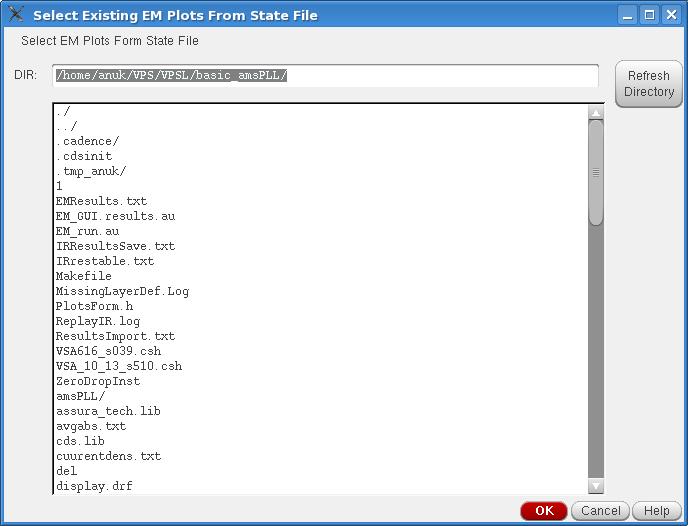 Select Existing EM Plots From State File
Select EM Plots Form State File
DIR:
/home/anuk/VPS/VPSL/basic_amsPLL/
Refresh
Directory
./
../
.cadence/
.cdsinit
.tmp_anuk/
1
EMResults.txt
EM_GUI.results.au
EM_run.au
IRResultsSave.txt
IRrestable.txt
Makefile
MissingLayerDef.Log
PlotsForm.h
ReplayIR.log
ResultsImport.txt
VSA616_s039.csh
VSA_10_13_s510.csh
ZeroDropInst
amsPLL/
assura_tech.lib
avgabs.txt
cds.lib
cuurentdens.txt
del
display.drf
OK
Cancel
Help